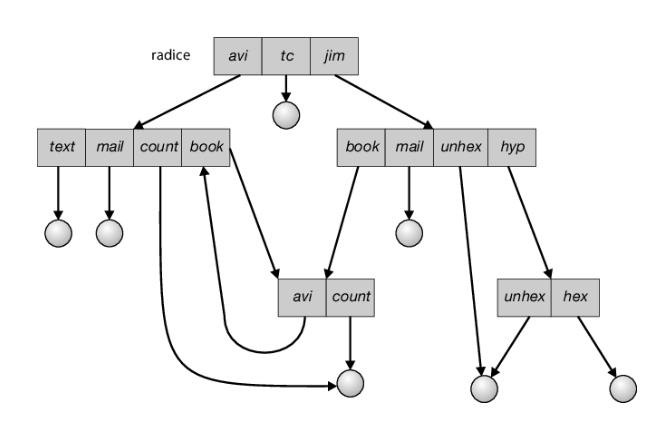 radice avi tc jim
text mail count book book mail unhex hyp
avi count unhex hex